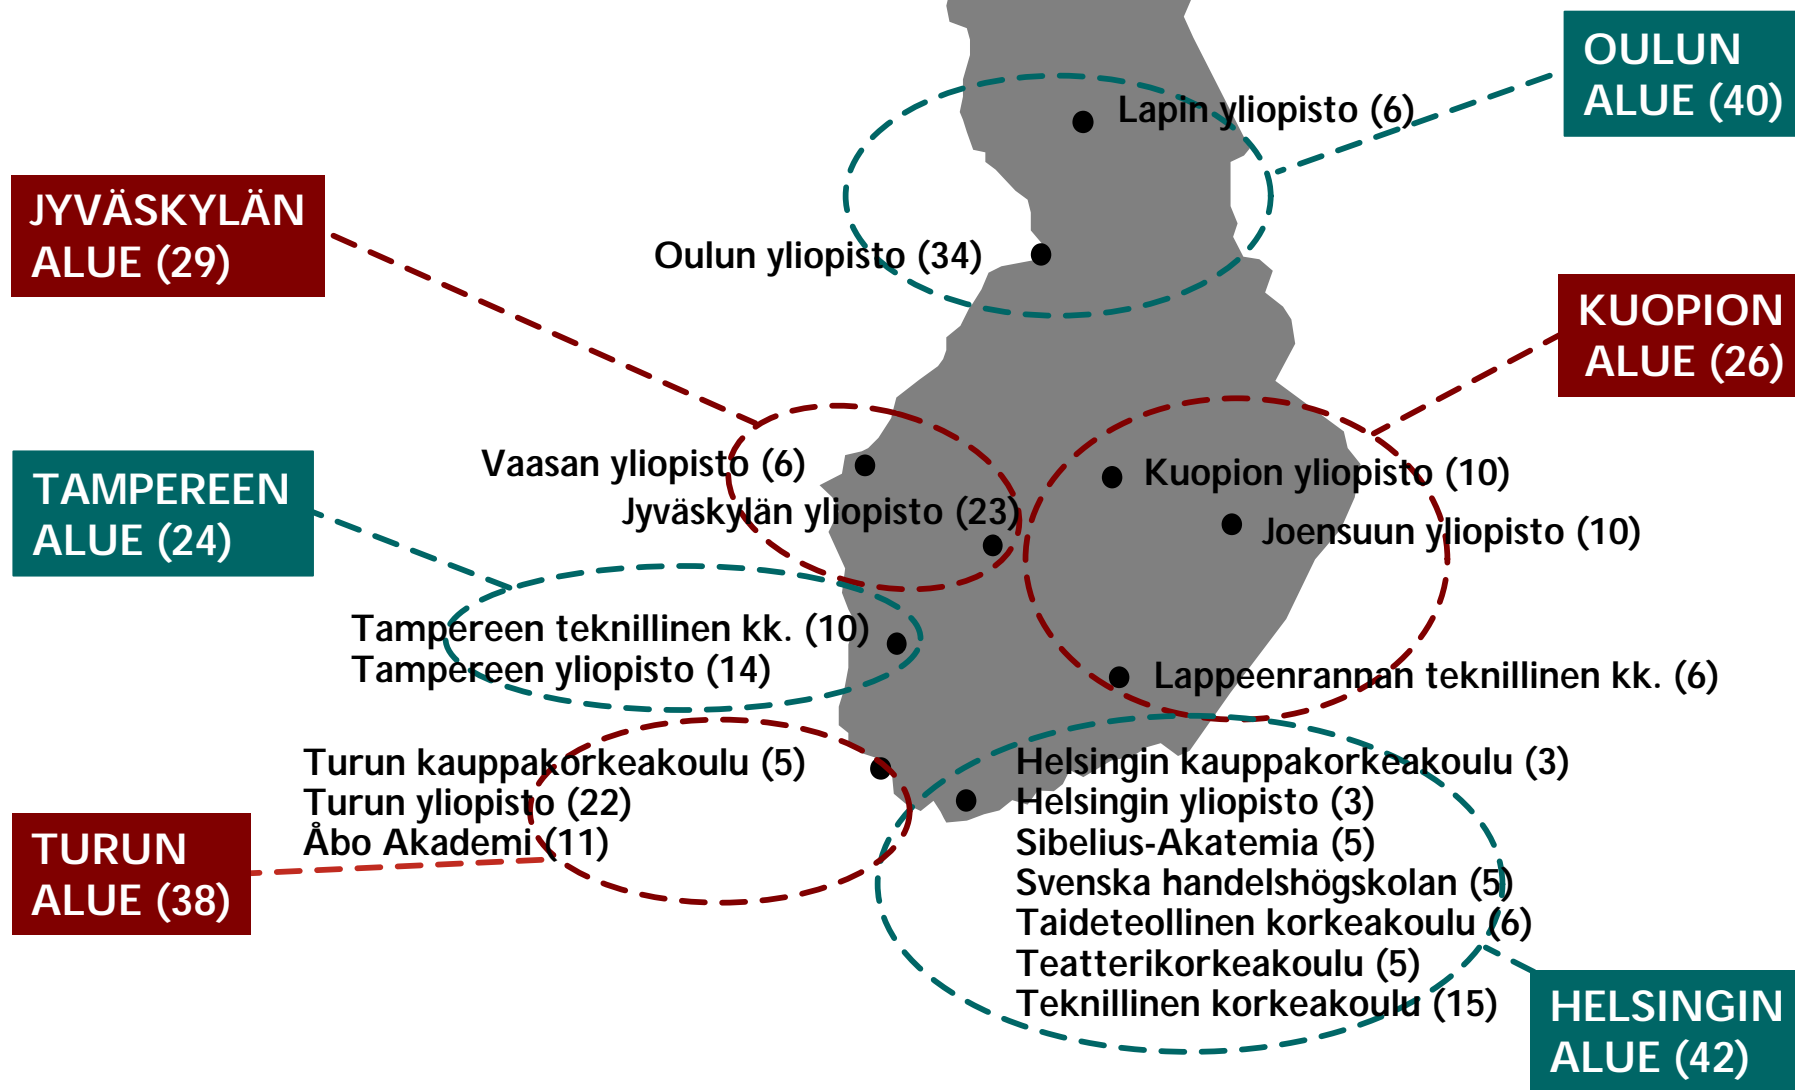 OULUN
ALUE (40)
Lapin yliopisto (6)
JYVÄSKYLÄN
ALUE (29)
Oulun yliopisto (34)
KUOPION
ALUE (26)
Vaasan yliopisto (6)
Kuopion yliopisto (10)
TAMPEREEN
ALUE (24)
Jyväskylän yliopisto (23)
Joensuun yliopisto (10)
Tampereen teknillinen kk. (10)
Tampereen yliopisto (14)
Lappeenrannan teknillinen kk. (6)
Turun kauppakorkeakoulu (5)
Turun yliopisto (22)
Åbo Akademi (11)
TURUN
ALUE (38)
Helsingin kauppakorkeakoulu (3)
Helsingin yliopisto (3)
Sibelius-Akatemia (5)
Svenska handelshögskolan (5)
Taideteollinen korkeakoulu (6)
Teatterikorkeakoulu (5)
Teknillinen korkeakoulu (15)
HELSINGIN
ALUE (42)